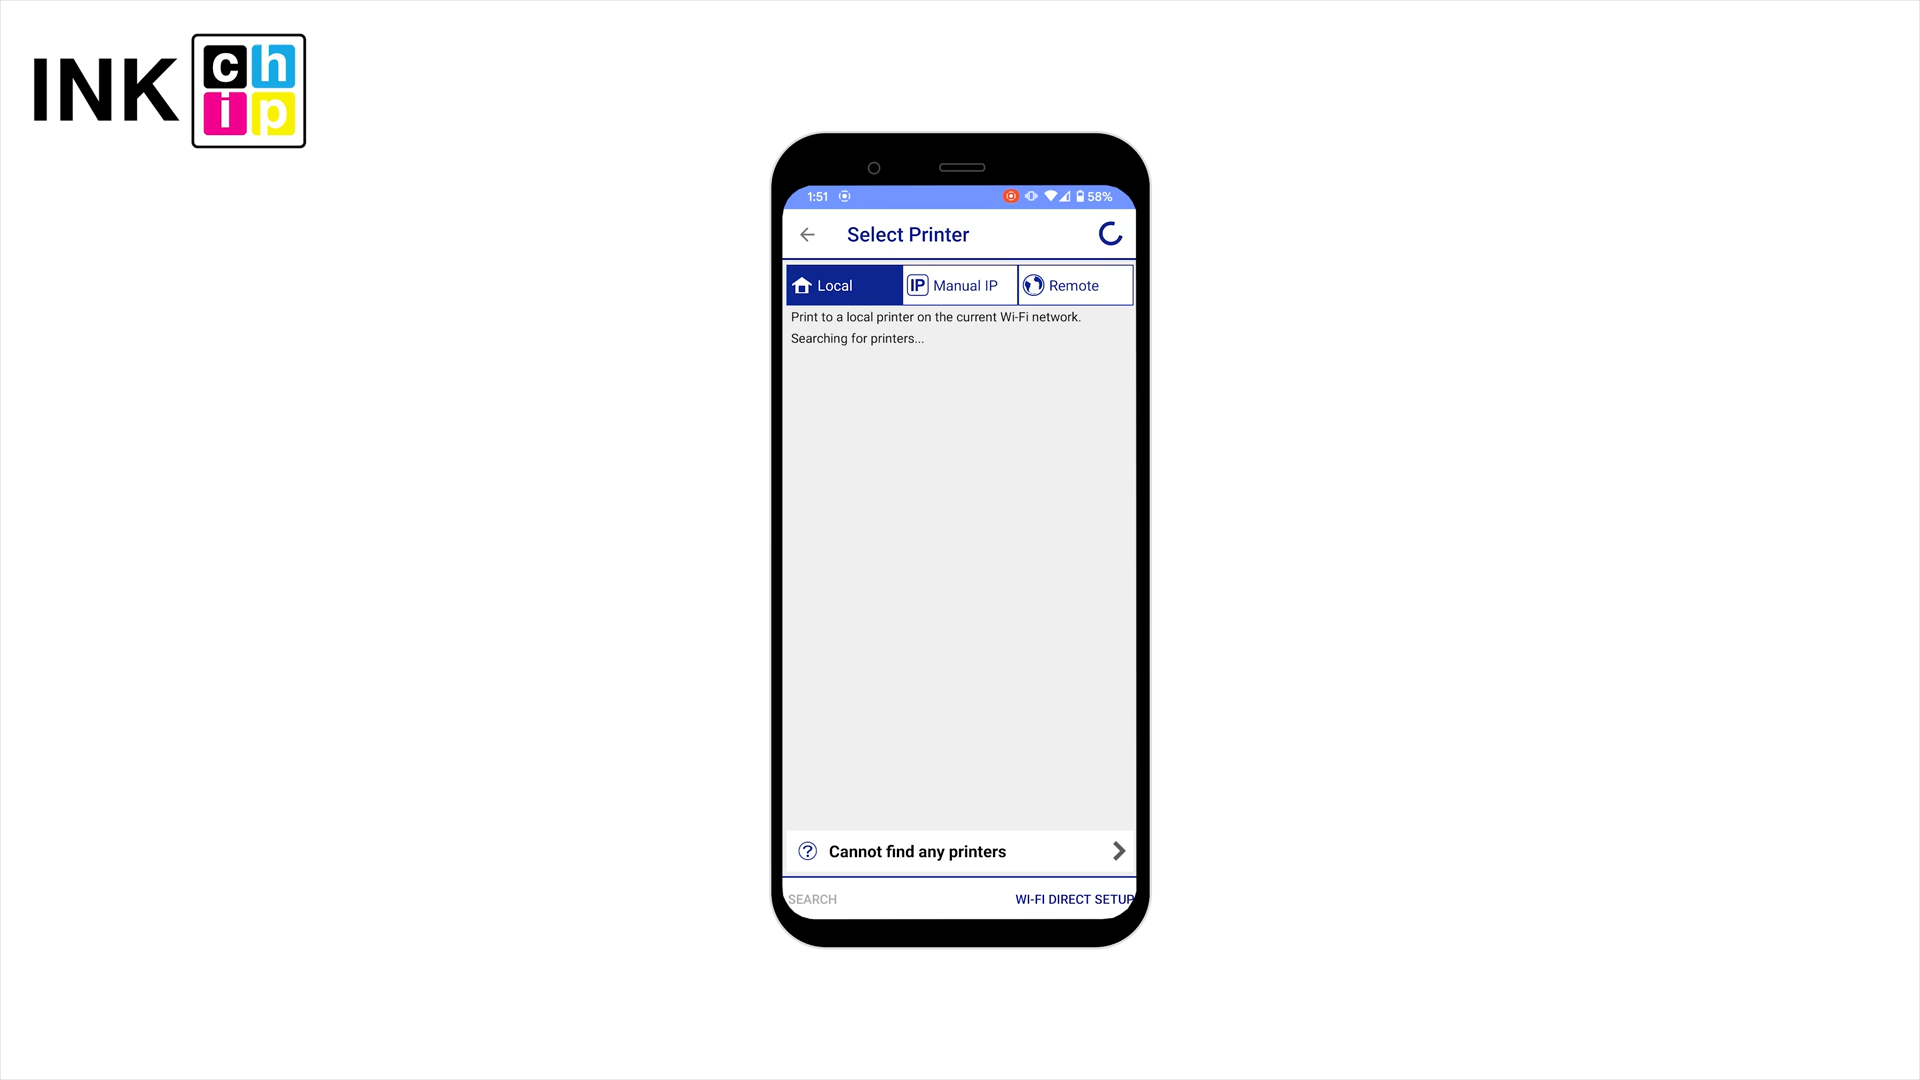 INK chip
1:51 58%
Select Printer
Local IP Manual IP Remote
Print to a local printer on the current Wi-Fi network.
Searching for printers...
? Cannot find any printers
SEARCH WI-FI DIRECT SETUP